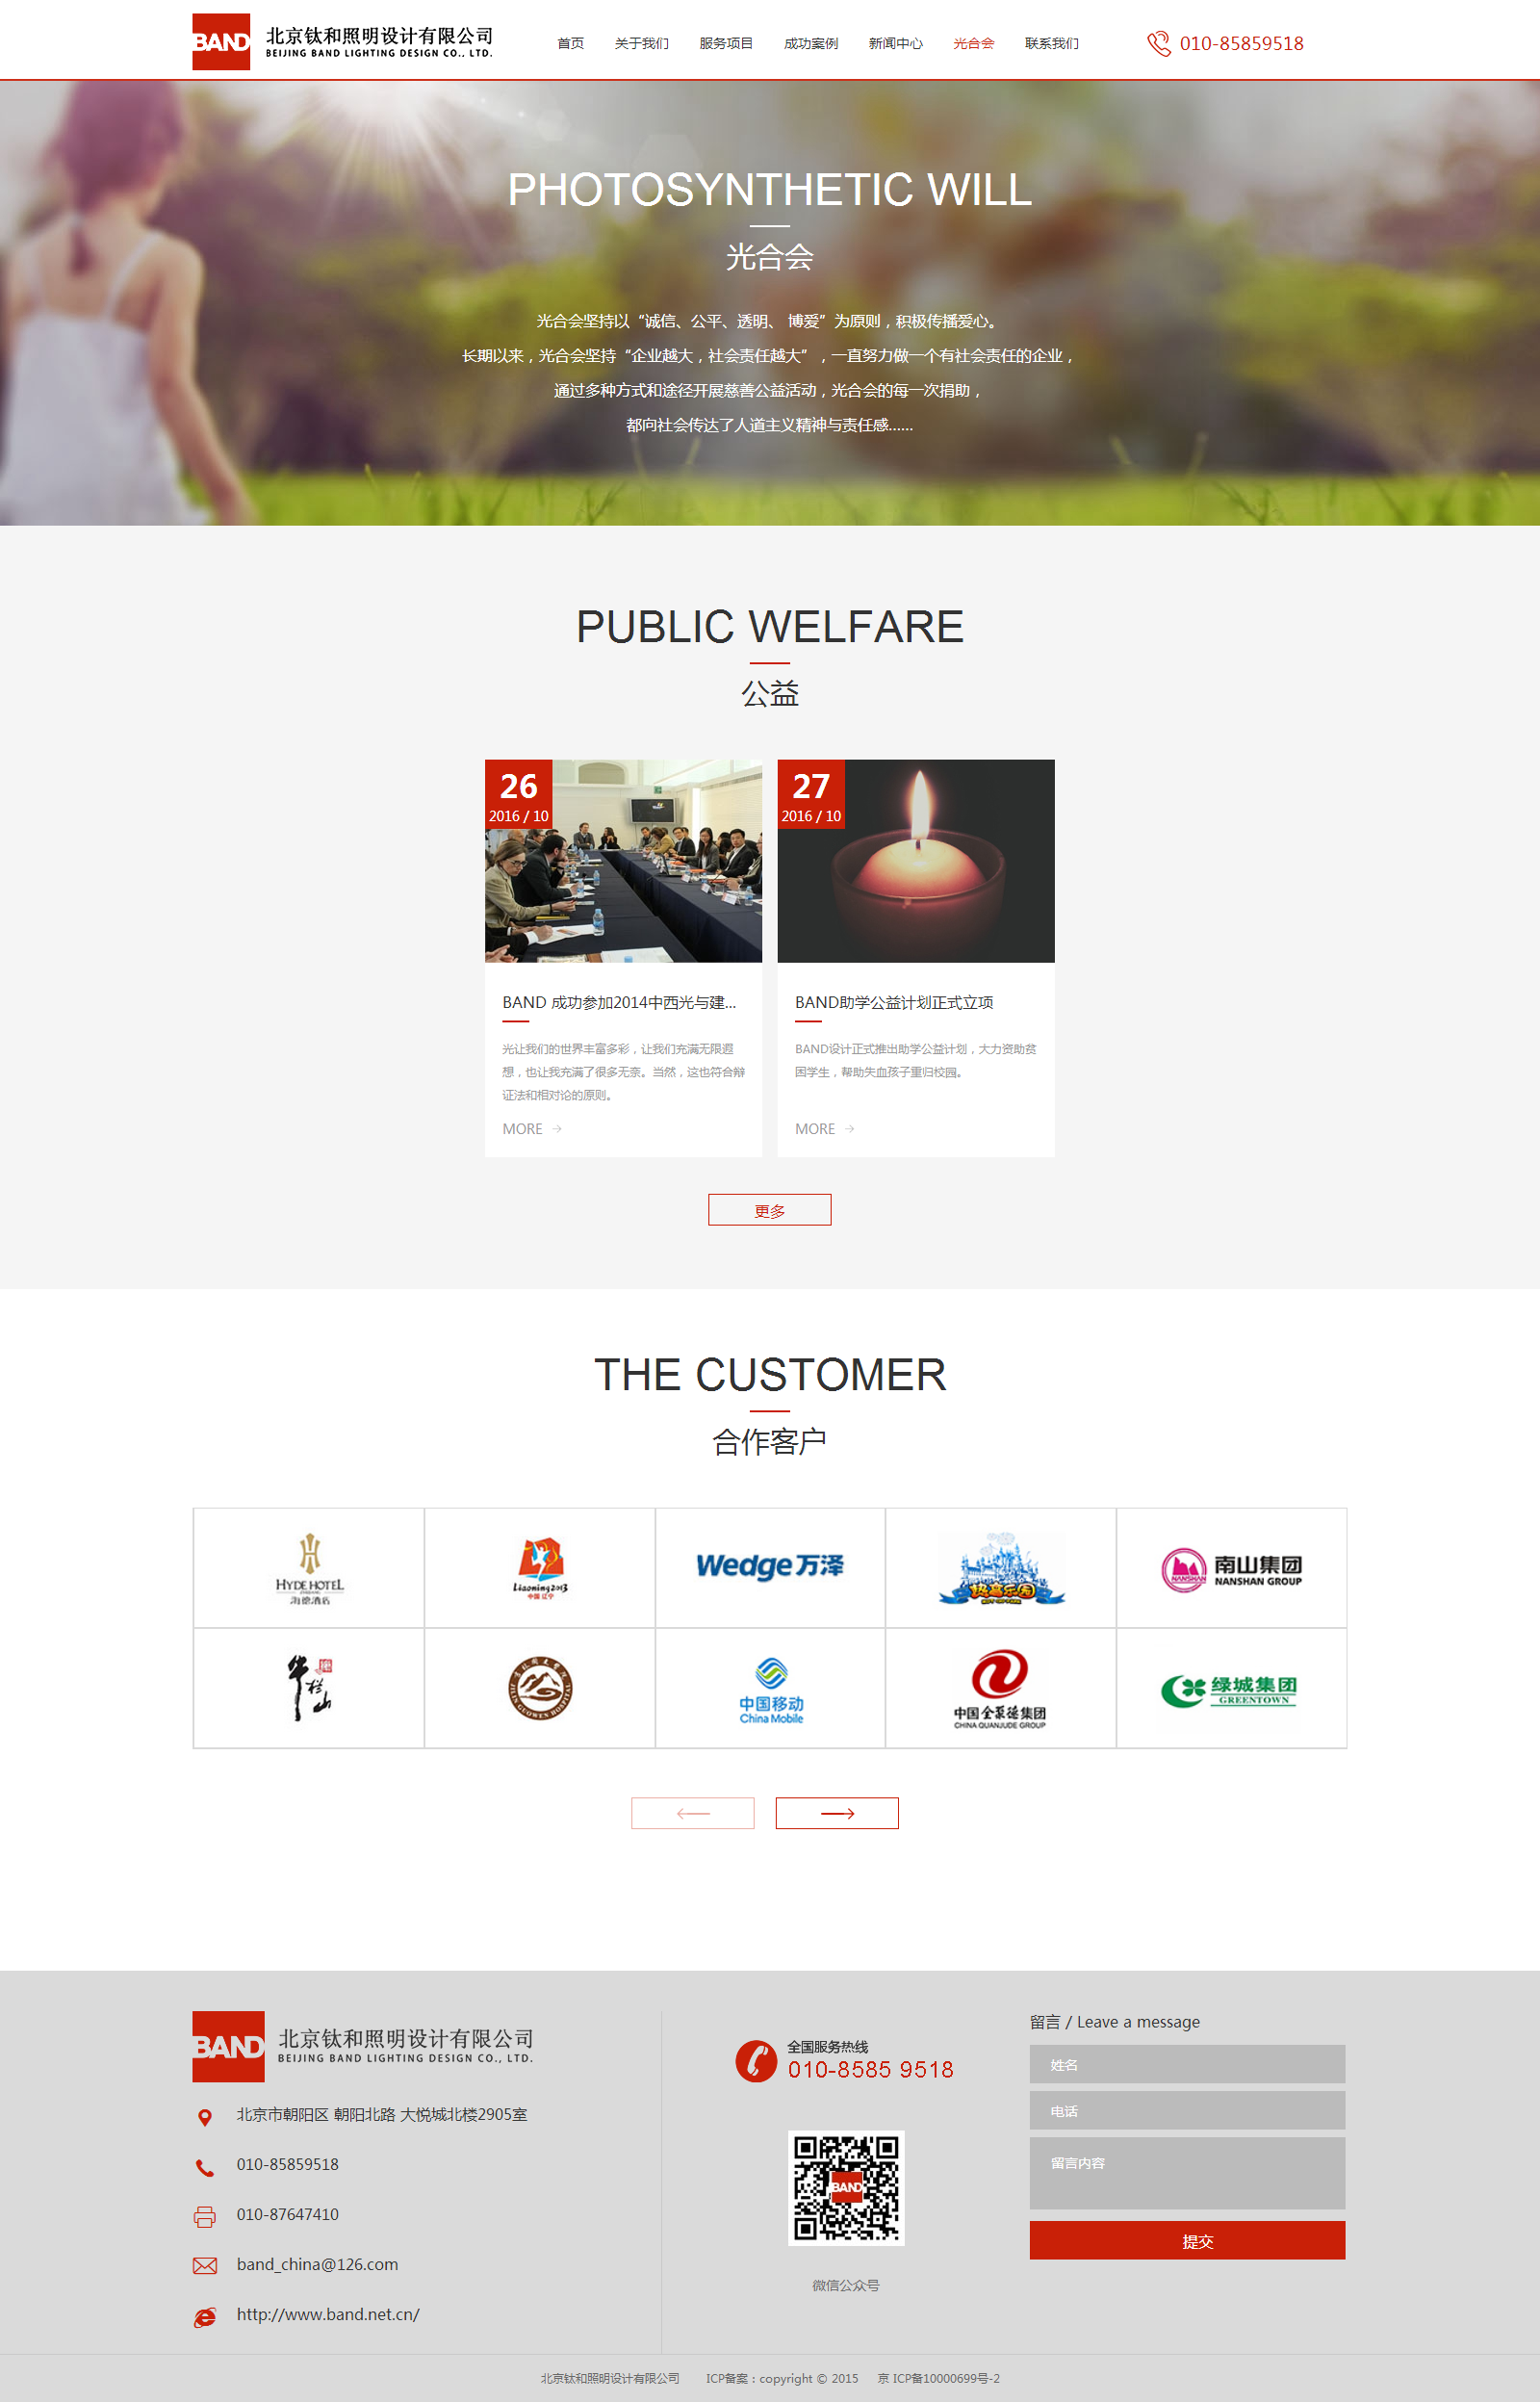 BAND
北京钛和照明设计有限公司
BEIJING BAND LIGHTING DESIGN CO., LTD.
首页 关于我们 服务项目 成功案例 新闻中心 光合会 联系我们
010-85859518
PHOTOSYNTHETIC WILL
光合会
光合会坚持以“诚信、公平、透明、 博爱”为原则，积极传播爱心。
长期以来，光合会坚持“企业越大，社会责任越大”，一直努力做一个有社会责任的企业，
通过多种方式和途径开展慈善公益活动，光合会的每一次捐助，
都向社会传达了人道主义精神与责任感......
PUBLIC WELFARE
公益
26
2016 / 10
BAND 成功参加2014中西光与建...
光让我们的世界丰富多彩，让我们充满无限遐
想，也让我充满了很多无奈。当然，这也符合辩
证法和相对论的原则。
MORE
27
2016 / 10
BAND助学公益计划正式立项
BAND设计正式推出助学公益计划，大力资助贫
困学生，帮助失血孩子重归校园。
MORE
更多
THE CUSTOMER
合作客户
HYDE HOTEL
海德酒店
Liaoning2013
中国 辽宁
Wedge万泽
热高乐园
南山集团
NANSHAN
NANSHAN GROUP
牛栏山
JILIN GUOWEN HOSPITAL
中国移动
China Mobile
中国全聚德集团
CHINA QUANJUDE GROUP
绿城集团
GREENTOWN
BAND
北京钛和照明设计有限公司
BEIJING BAND LIGHTING DESIGN CO., LTD.
北京市朝阳区 朝阳北路 大悦城北楼2905室
010-85859518
010-87647410
band_china@126.com
http://www.band.net.cn/
全国服务热线
010-8585 9518
BAND
微信公众号
留言 / Leave a message
姓名
电话
留言内容
提交
北京钛和照明设计有限公司 ICP备案：copyright © 2015 京 ICP备10000699号-2